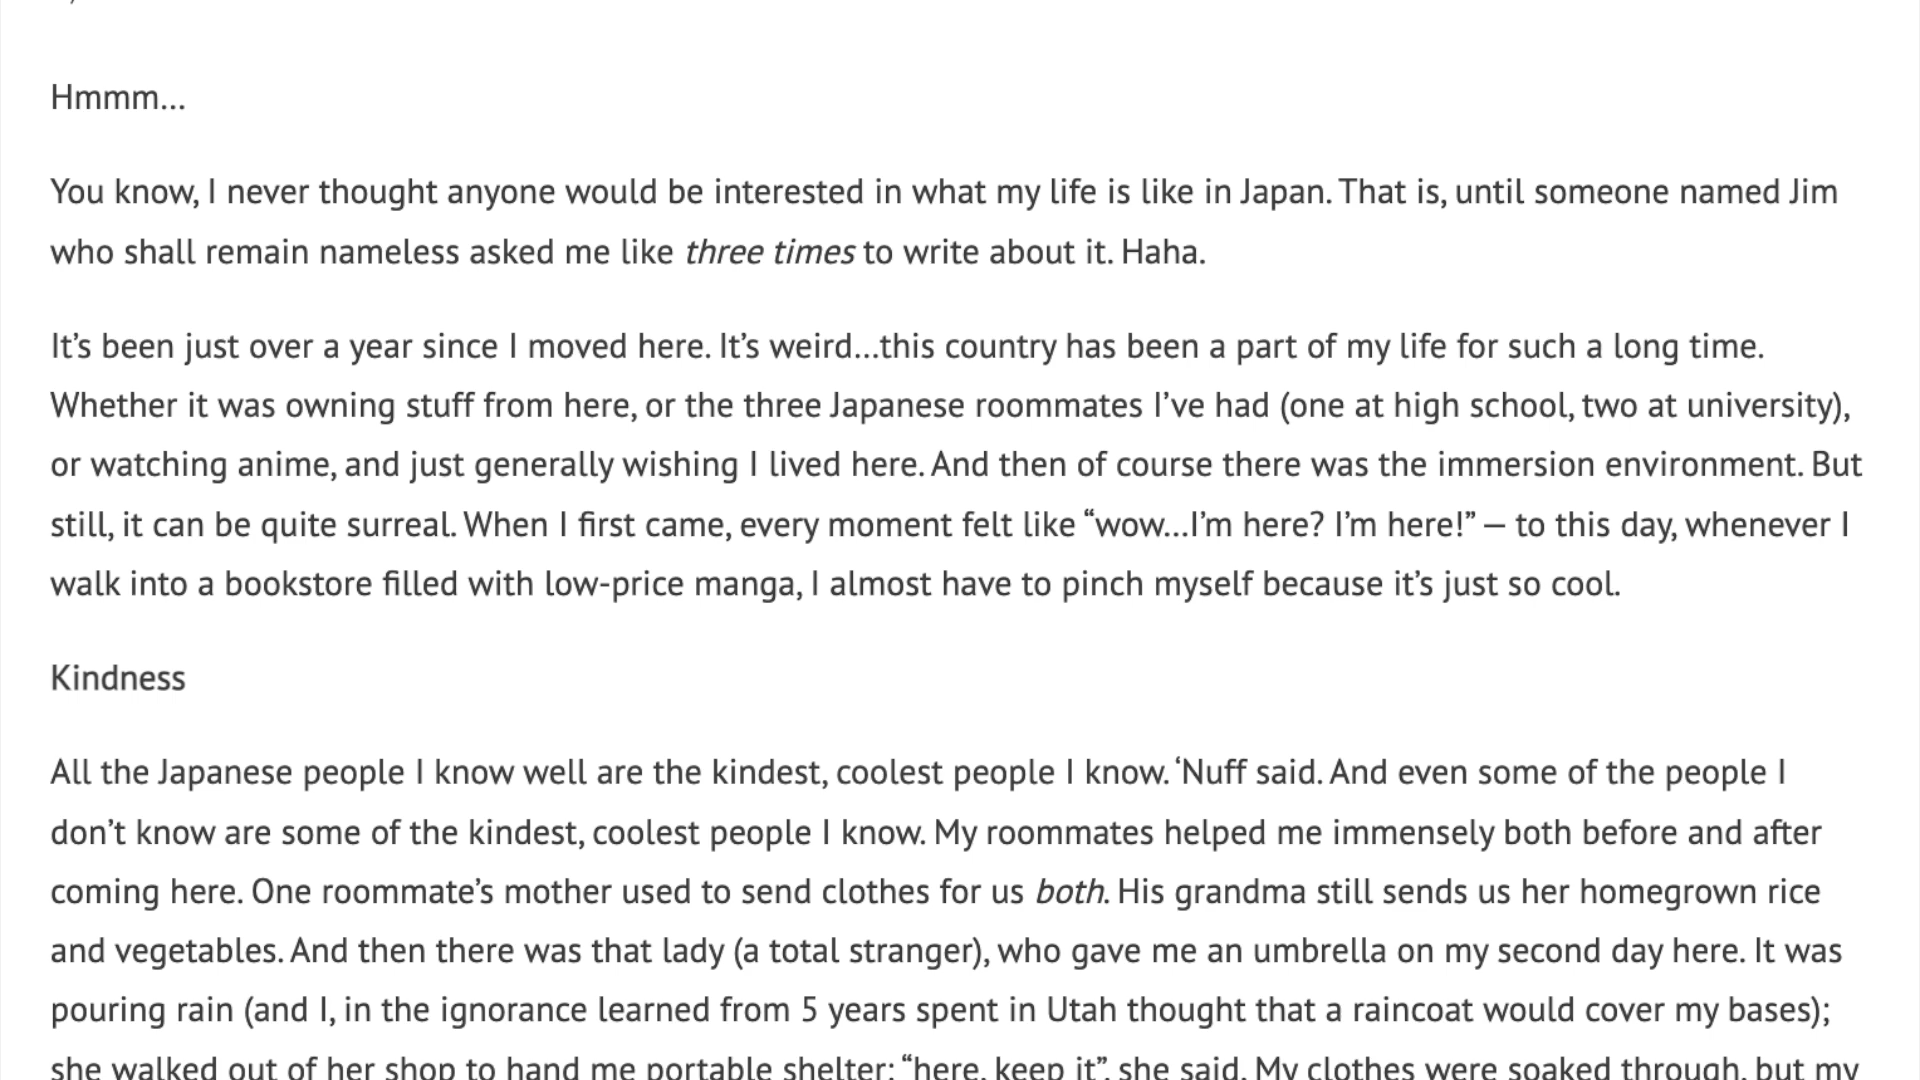 Hmmm…
You know, I never thought anyone would be interested in what my life is like in Japan. That is, until someone named Jim
who shall remain nameless asked me like three times to write about it. Haha.
It’s been just over a year since I moved here. It’s weird…this country has been a part of my life for such a long time.
Whether it was owning stuff from here, or the three Japanese roommates I’ve had (one at high school, two at university),
or watching anime, and just generally wishing I lived here. And then of course there was the immersion environment. But
still, it can be quite surreal. When I first came, every moment felt like “wow…I’m here? I’m here!” – to this day, whenever I
walk into a bookstore filled with low-price manga, I almost have to pinch myself because it’s just so cool.
Kindness
All the Japanese people I know well are the kindest, coolest people I know. ‘Nuff said. And even some of the people I
don’t know are some of the kindest, coolest people I know. My roommates helped me immensely both before and after
coming here. One roommate’s mother used to send clothes for us both. His grandma still sends us her homegrown rice
and vegetables. And then there was that lady (a total stranger), who gave me an umbrella on my second day here. It was
pouring rain (and I, in the ignorance learned from 5 years spent in Utah thought that a raincoat would cover my bases);
she walked out of her shop to hand me portable shelter: “here, keep it”, she said. My clothes were soaked through, but my